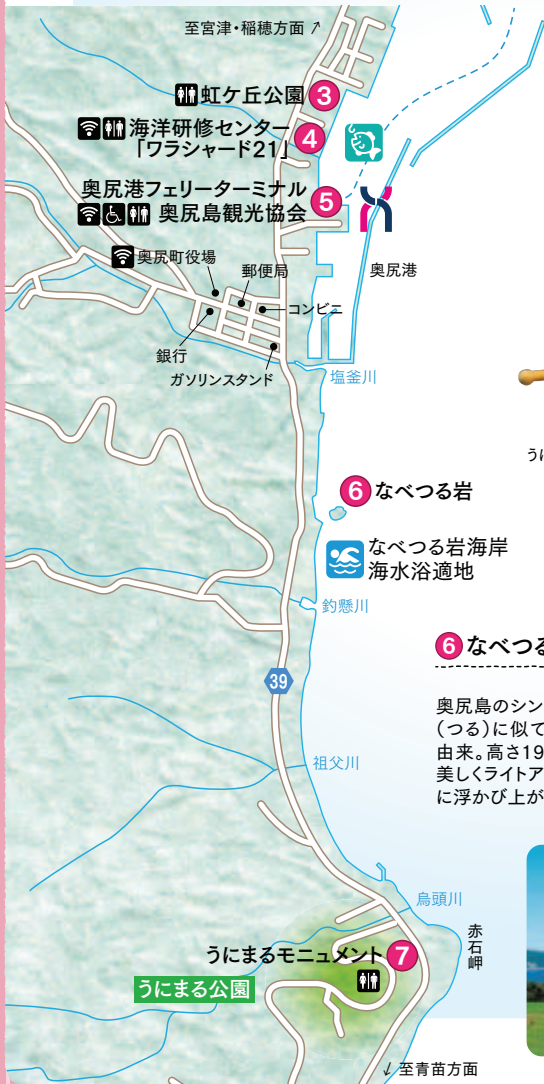 至宮津・稲穂方面
虹ケ丘公園 3
海洋研修センター
「ワラシャード21」 4
奥尻港フェリーターミナル
奥尻島観光協会 5
奥尻港
奥尻町役場
郵便局
コンビニ
銀行
ガソリンスタンド
塩釜川
うに
6 なべつる岩
なべつる岩海岸
海水浴適地
釣懸川
6 なべつる
奥尻島のシン
（つる）に似て
由来。高さ19
美しくライトア
に浮かび上が
39
祖父川
烏頭川
赤石岬
うにまるモニュメント 7
うにまる公園
至青苗方面